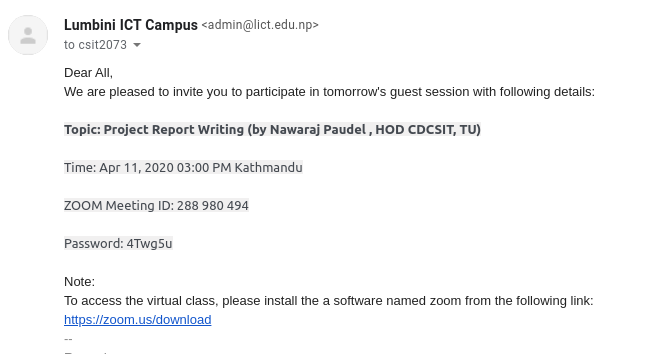 Lumbini ICT Campus <admin@lict.edu.np>
to csit2073
Dear All,
We are pleased to invite you to participate in tomorrow's guest session with following details:
Topic: Project Report Writing (by Nawaraj Paudel , HOD CDCSIT, TU)
Time: Apr 11, 2020 03:00 PM Kathmandu
ZOOM Meeting ID: 288 980 494
Password: 4Twg5u
Note:
To access the virtual class, please install the a software named zoom from the following link:
https://zoom.us/download
--